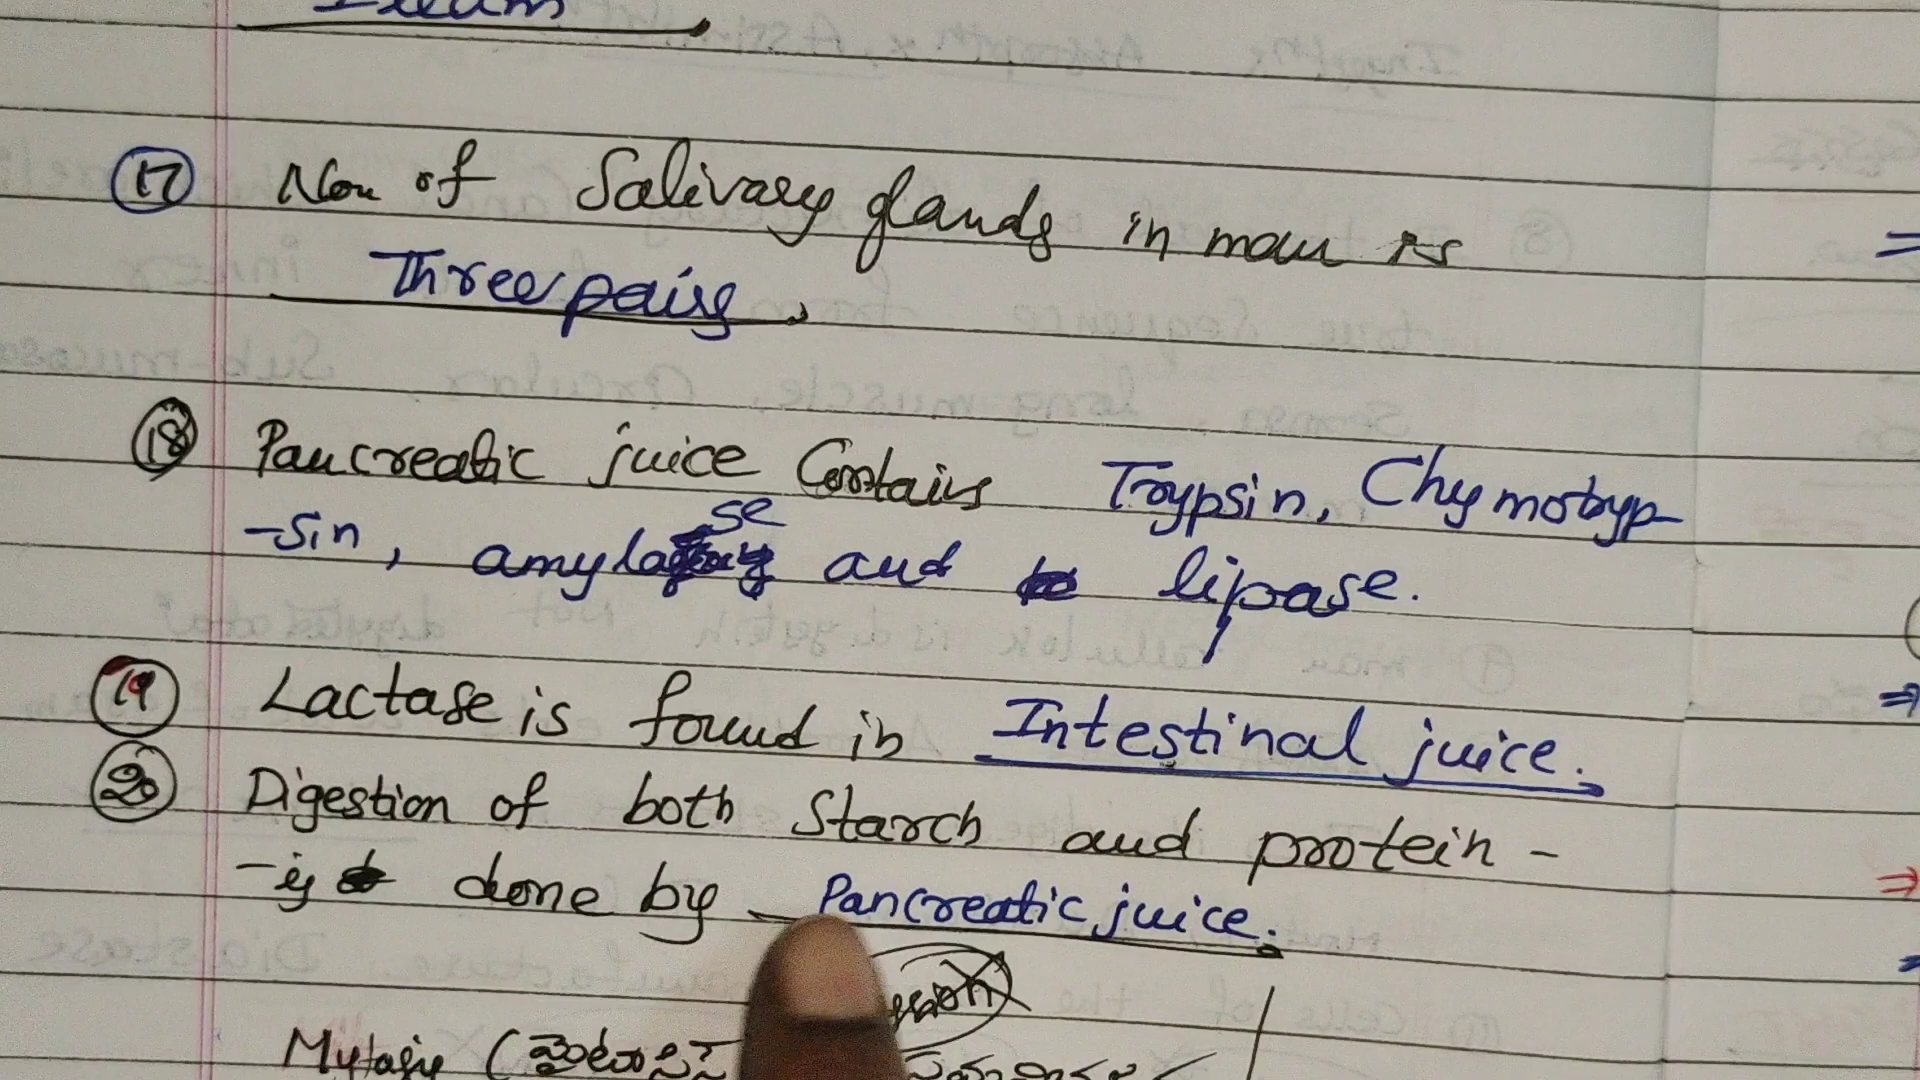 Ileum
17 Non of Salivary glands in man is
Three pairs.
18 Pancreatic juice Contains Trypsin, Chymotryp-
-sin, amylase and lipase.
19 Lactase is found in Intestinal juice.
20 Digestion of both Starch and protein -
- is done by Pancreatic juice.